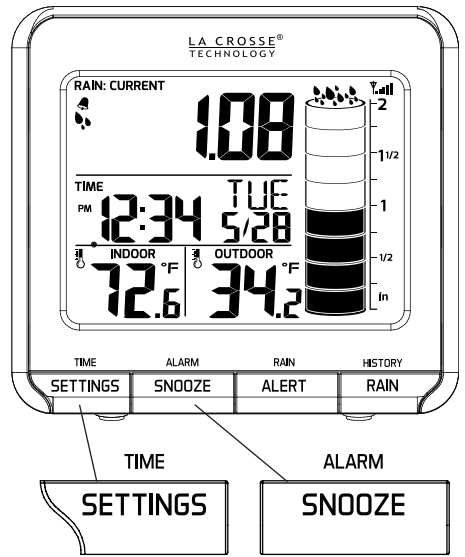 LA CROSSE®
TECHNOLOGY
RAIN: CURRENT
1.08
2
1 1/2
1
1/2
in
TIME
PM 12:34
TUE
5/28
INDOOR
72.6 °F
OUTDOOR
34.2 °F
TIME ALARM RAIN HISTORY
SETTINGS SNOOZE ALERT RAIN
TIME ALARM
SETTINGS SNOOZE